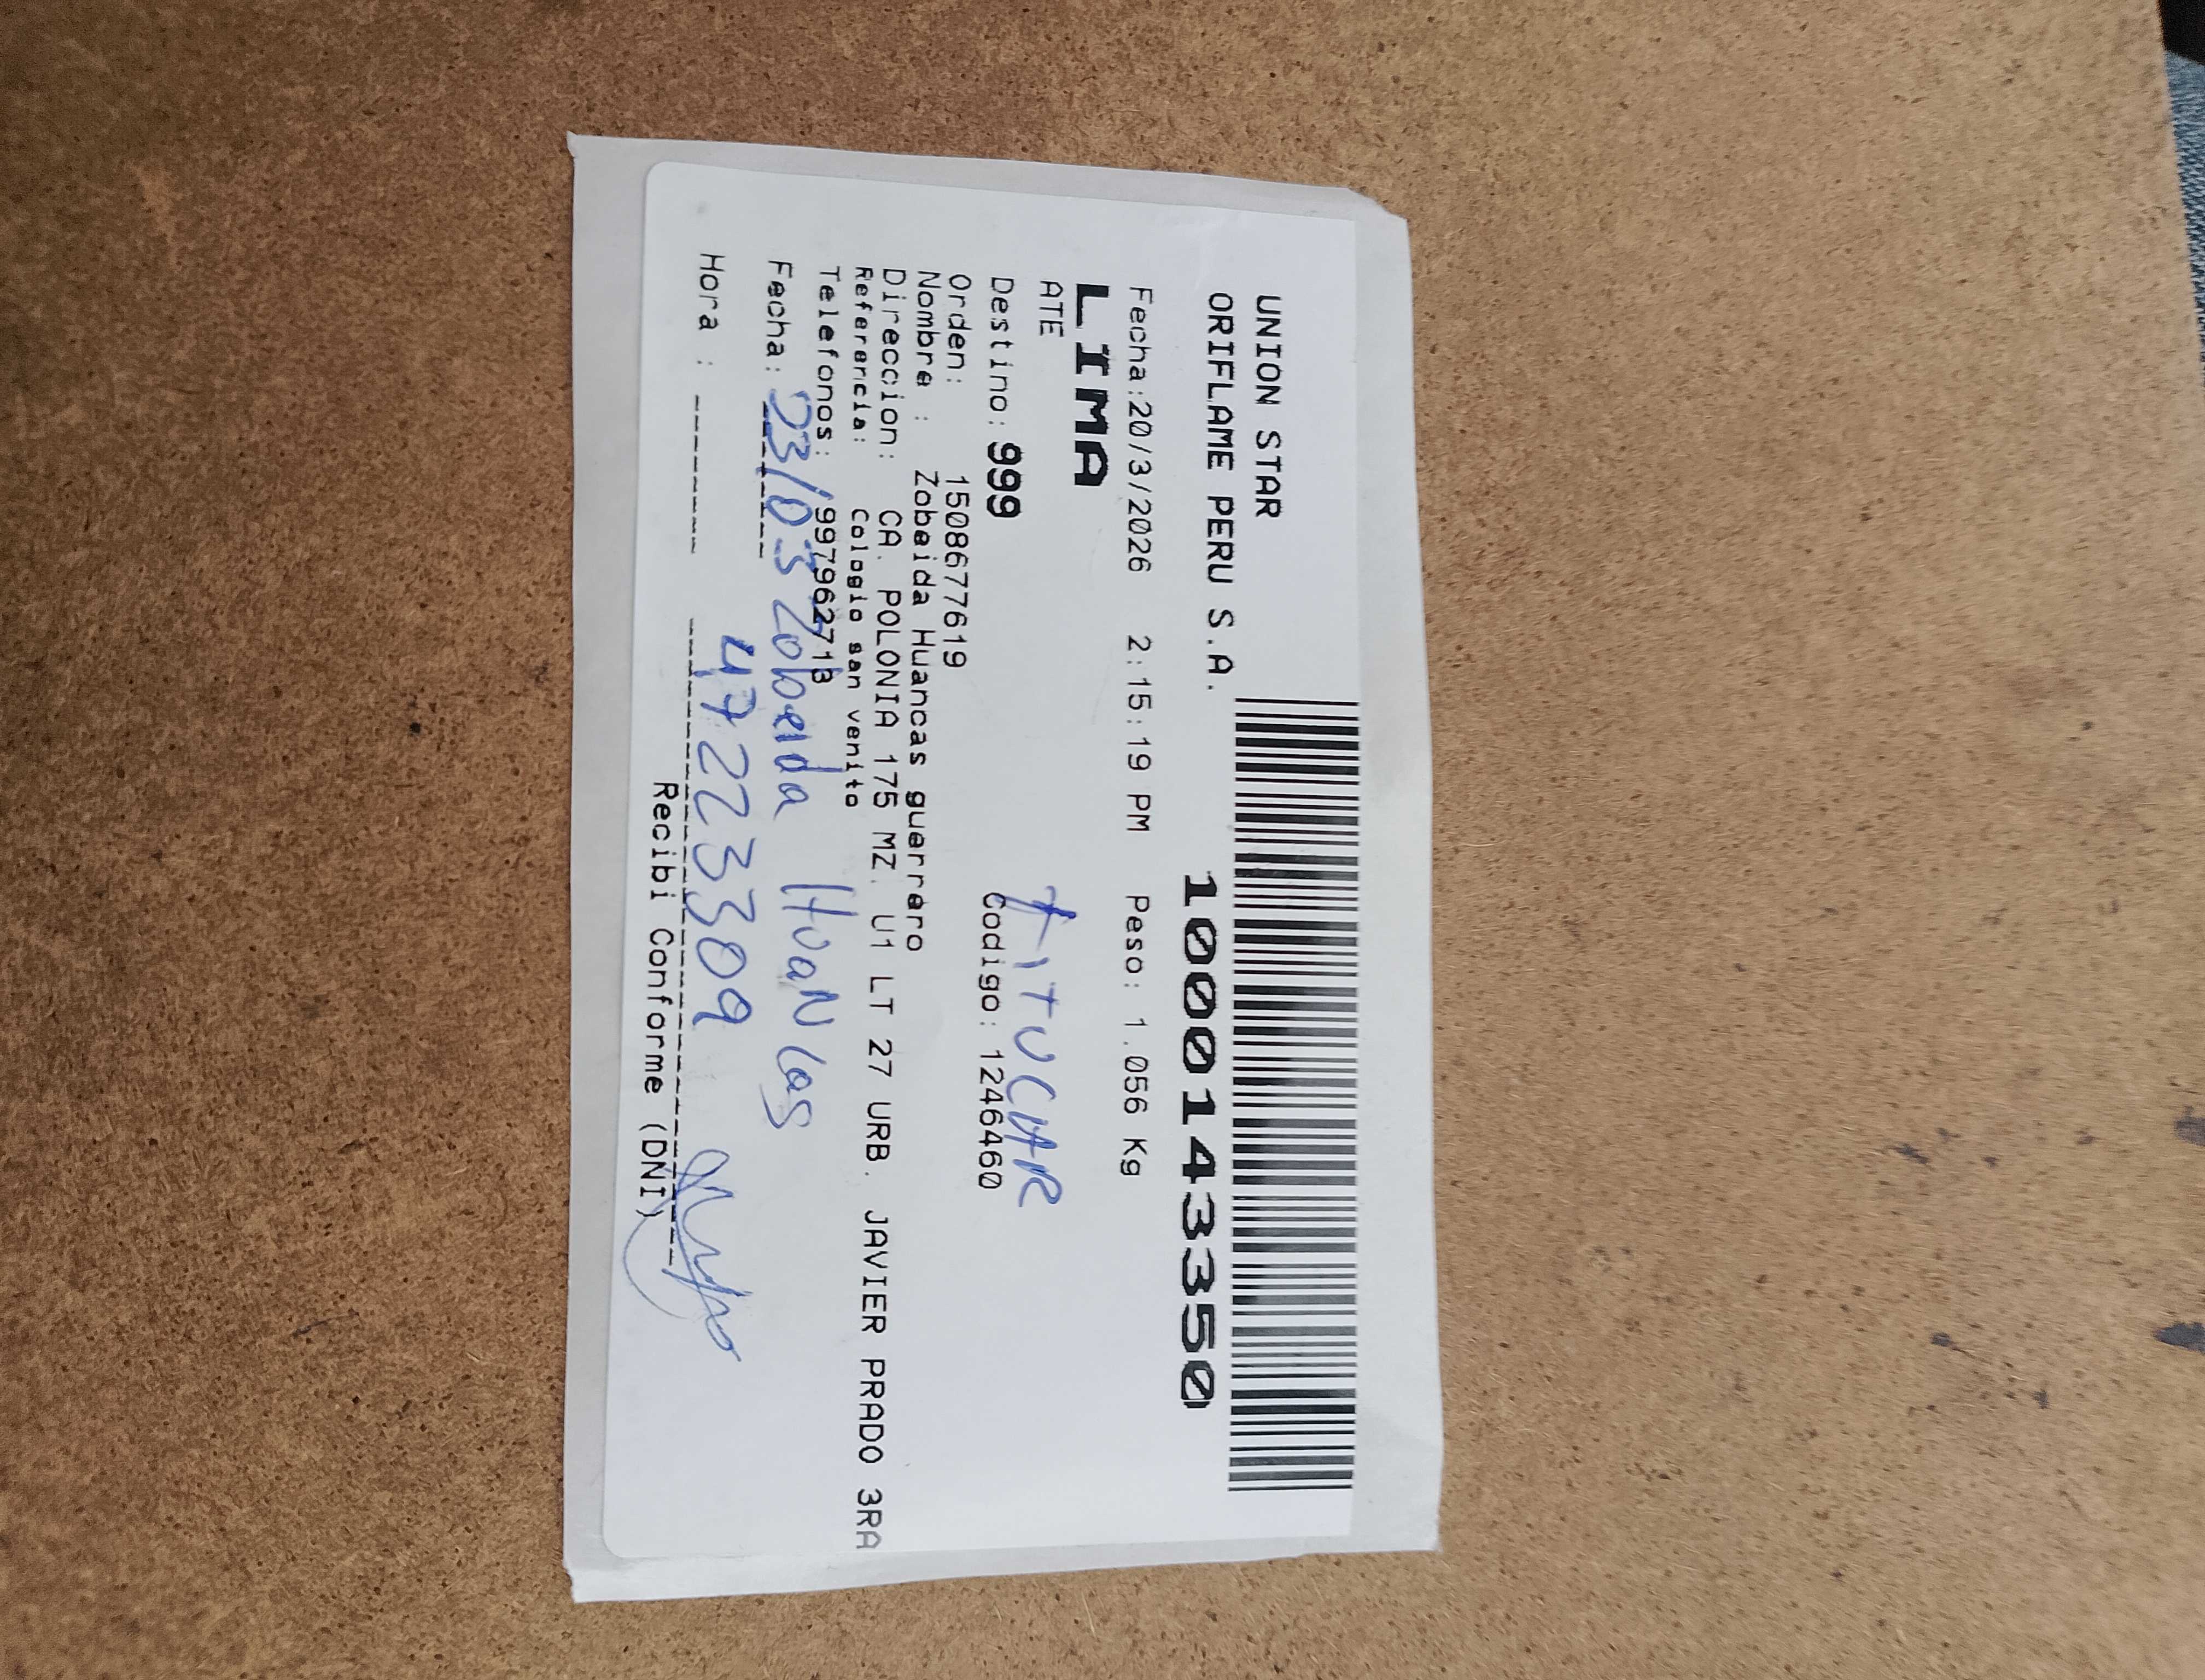 UNION STAR
ORIFLAME PERU S.A.
10001433350
Fecha:20/3/2026 2:15:19 PM Peso: 1.056 Kg
LIMA
ATE
TITUCHAR
Destino: 999 Codigo: 1246460
Orden: 1508677619
Nombre : Zobeida Huancas guerrero
Direccion: CA. POLONIA 175 MZ. U1 LT 27 URB. JAVIER PRADO 3RA
Referencia: Cologio san venito
Telefonos: 997962713
Fecha: 23/03 Zobeida HuaNcas
Hora :
47223309
Recibi Conforme (DNI)